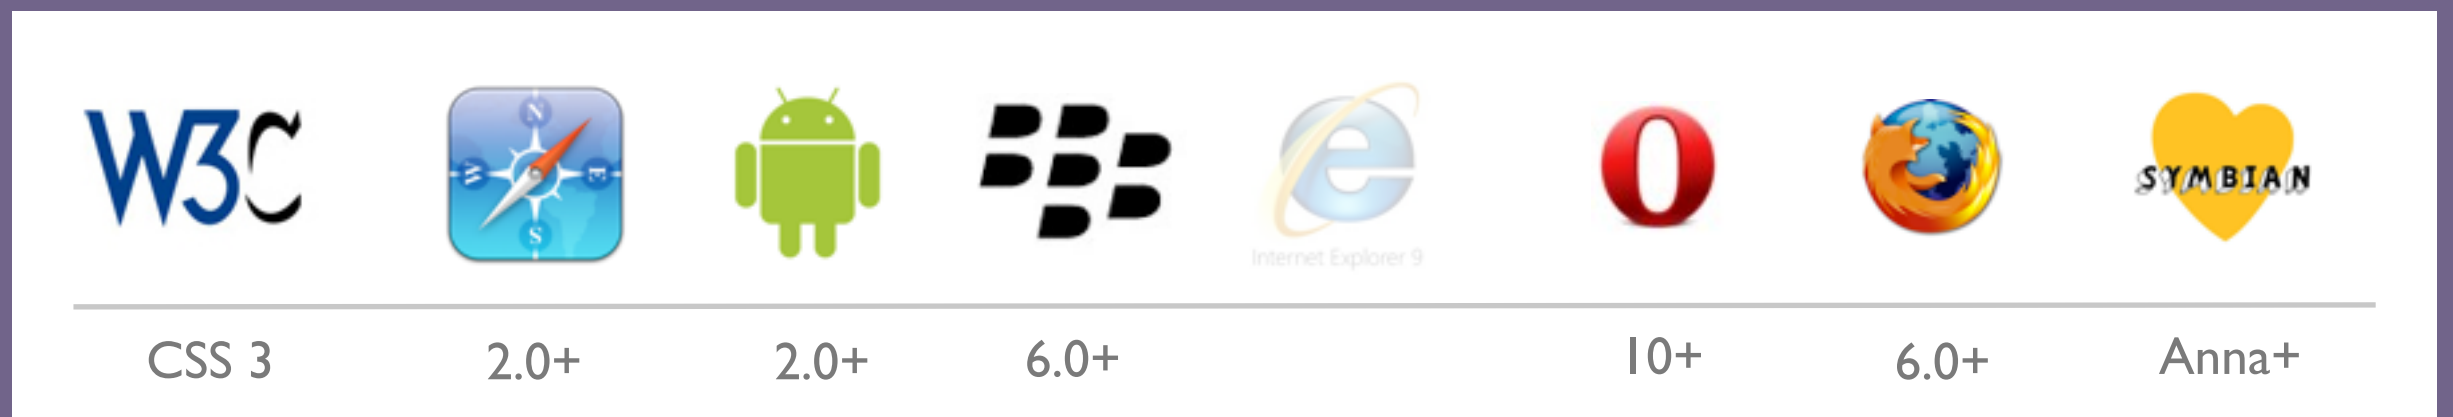 W3C
N
W
E
S
Internet Explorer 9
SYMBIAN
CSS 3
2.0+
2.0+
6.0+
10+
6.0+
Anna+